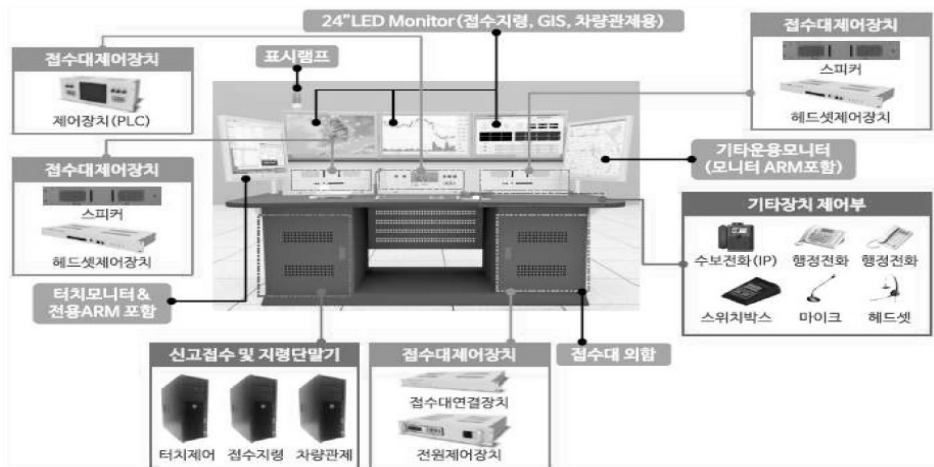 24”LED Monitor(접수지령, GIS, 차량관제용)
표시램프
접수대제어장치
제어장치(PLC)
접수대제어장치
스피커
헤드셋제어장치
접수대제어장치
스피커
헤드셋제어장치
기타운용모니터
(모니터 ARM포함)
기타장치 제어부
수보전화(IP) 행정전화 행정전화
스위치박스 마이크 헤드셋
터치모니터&
전용ARM 포함
신고접수 및 지령단말기
터치제어 접수지령 차량관제
접수대제어장치
접수대연결장치
전원제어장치
접수대 외함